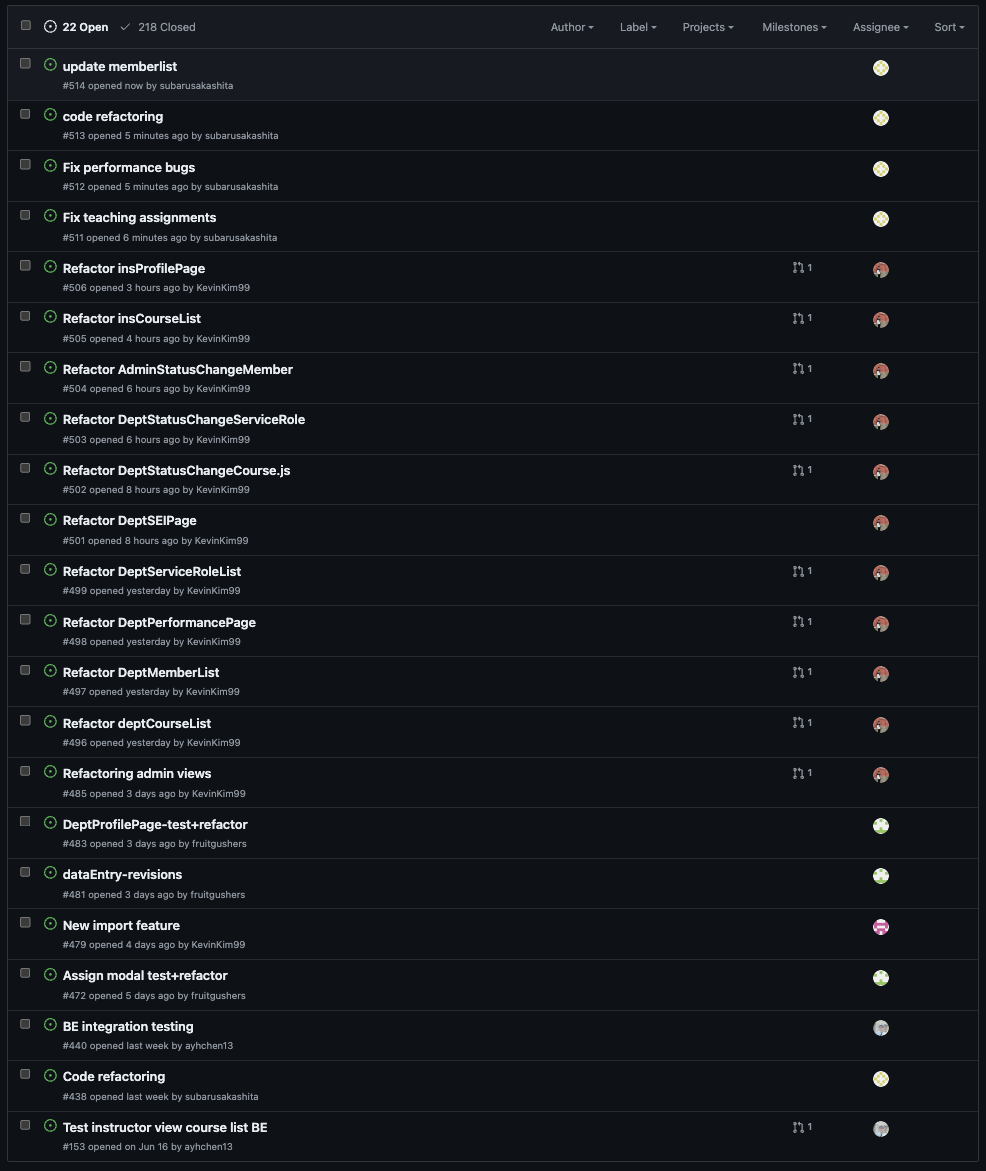 22 Open 218 Closed Author Label Projects Milestones Assignee Sort
update memberlist
#514 opened now by subarusakashita
code refactoring
#513 opened 5 minutes ago by subarusakashita
Fix performance bugs
#512 opened 5 minutes ago by subarusakashita
Fix teaching assignments
#511 opened 6 minutes ago by subarusakashita
Refactor insProfilePage 1
#506 opened 3 hours ago by KevinKim99
Refactor insCourseList 1
#505 opened 4 hours ago by KevinKim99
Refactor AdminStatusChangeMember 1
#504 opened 6 hours ago by KevinKim99
Refactor DeptStatusChangeServiceRole 1
#503 opened 6 hours ago by KevinKim99
Refactor DeptStatusChangeCourse.js 1
#502 opened 8 hours ago by KevinKim99
Refactor DeptSEIPage
#501 opened 8 hours ago by KevinKim99
Refactor DeptServiceRoleList 1
#499 opened yesterday by KevinKim99
Refactor DeptPerformancePage 1
#498 opened yesterday by KevinKim99
Refactor DeptMemberList 1
#497 opened yesterday by KevinKim99
Refactor deptCourseList 1
#496 opened yesterday by KevinKim99
Refactoring admin views 1
#485 opened 3 days ago by KevinKim99
DeptProfilePage-test+refactor
#483 opened 3 days ago by fruitgushers
dataEntry-revisions
#481 opened 3 days ago by fruitgushers
New import feature
#479 opened 4 days ago by KevinKim99
Assign modal test+refactor
#472 opened 5 days ago by fruitgushers
BE integration testing
#440 opened last week by ayhchen13
Code refactoring
#438 opened last week by subarusakashita
Test instructor view course list BE 1
#153 opened on Jun 16 by ayhchen13